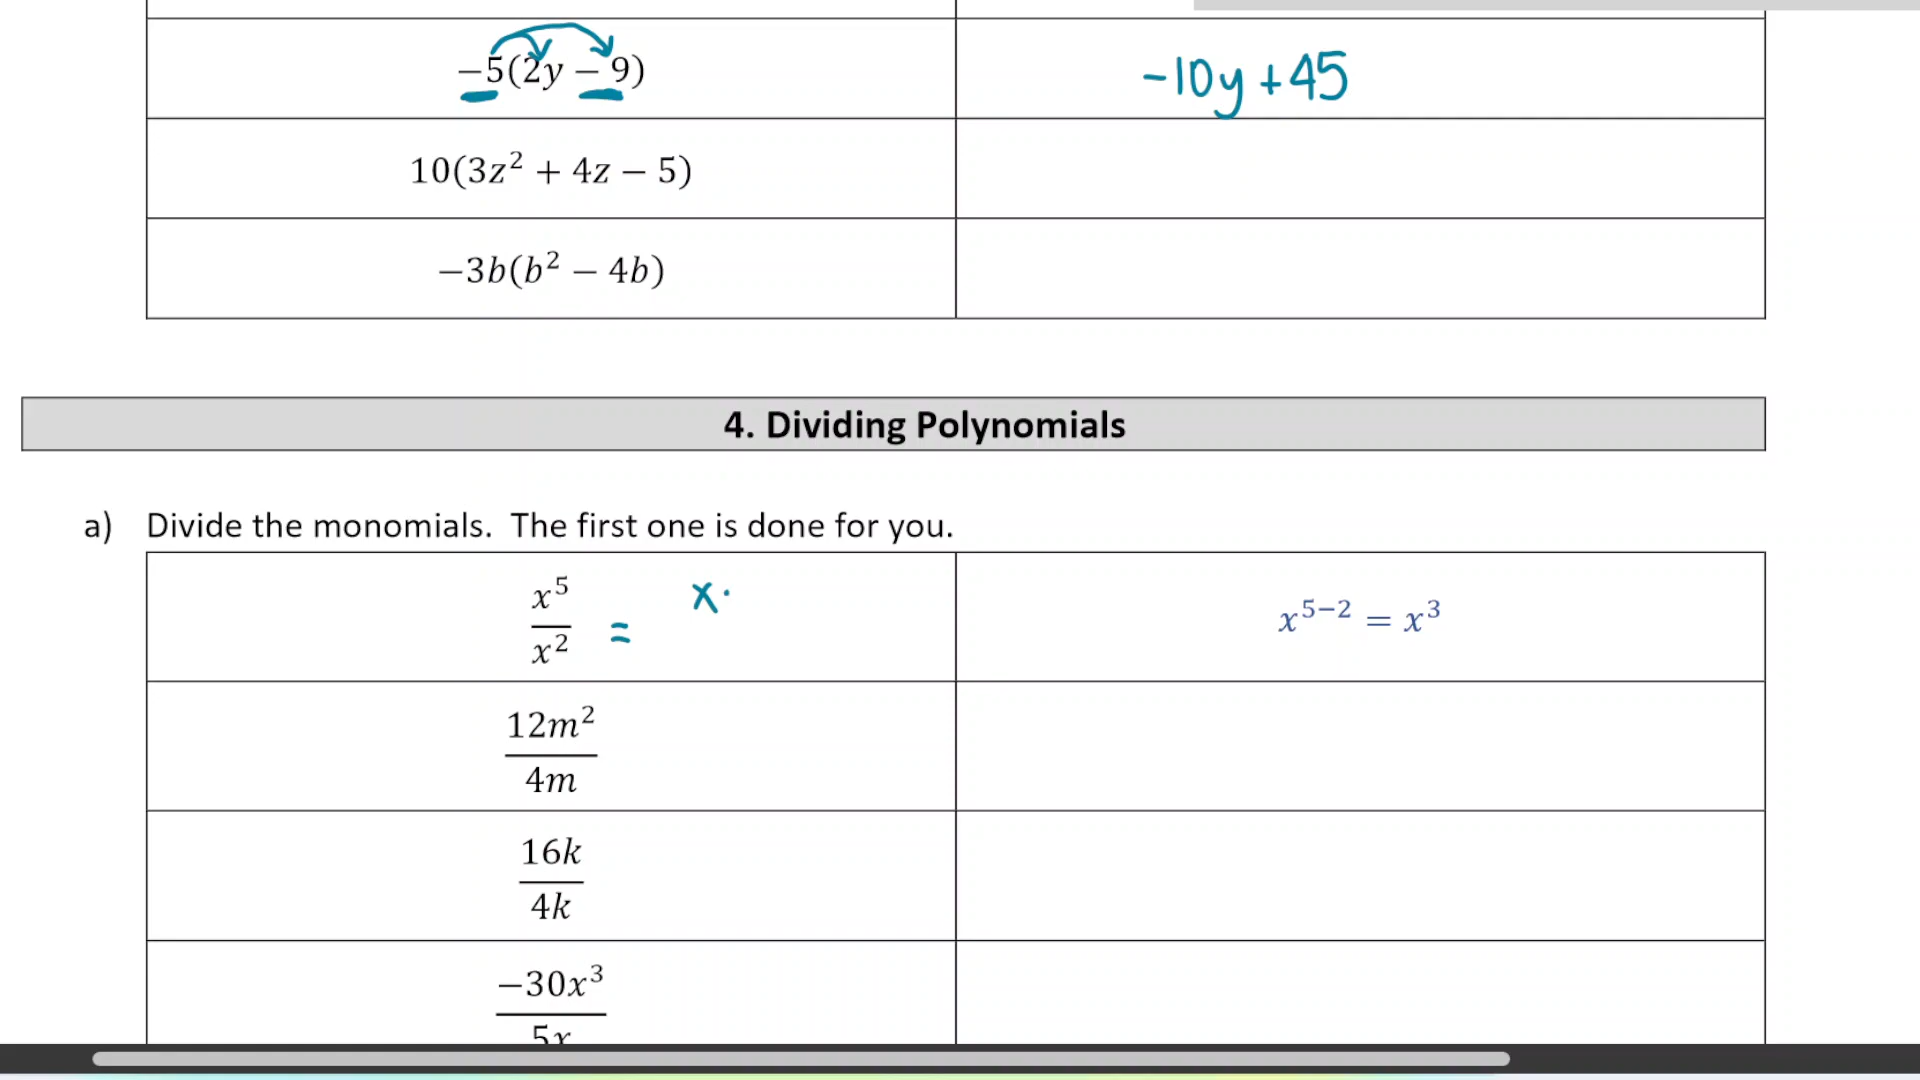 −5(2y − 9) -10y +45
10(3z² + 4z − 5)
−3b(b² − 4b)
4. Dividing Polynomials
a) Divide the monomials. The first one is done for you.
x⁵
x² = x· x⁵⁻² = x³
12m²
4m
16k
4k
−30x³
5x